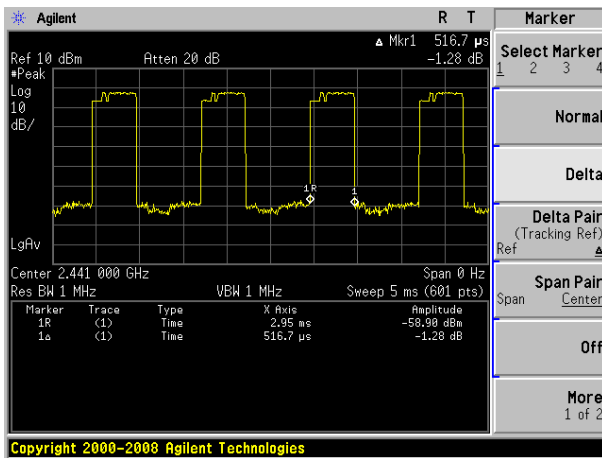 Agilent R T
Δ Mkr1 516.7 µs
Ref 10 dBm Atten 20 dB -1.28 dB
#Peak
Log
10
dB/
1R 1
LgAv
Center 2.441 000 GHz Span 0 Hz
Res BW 1 MHz VBW 1 MHz Sweep 5 ms (601 pts)
Marker Trace Type X Axis Amplitude
1R (1) Time 2.95 ms -58.90 dBm
1Δ (1) Time 516.7 µs -1.28 dB
Copyright 2000-2008 Agilent Technologies
Marker
Select Marker
1 2 3 4
Normal
Delta
Delta Pair
(Tracking Ref)
Ref Δ
Span Pair
Span Center
Off
More
1 of 2